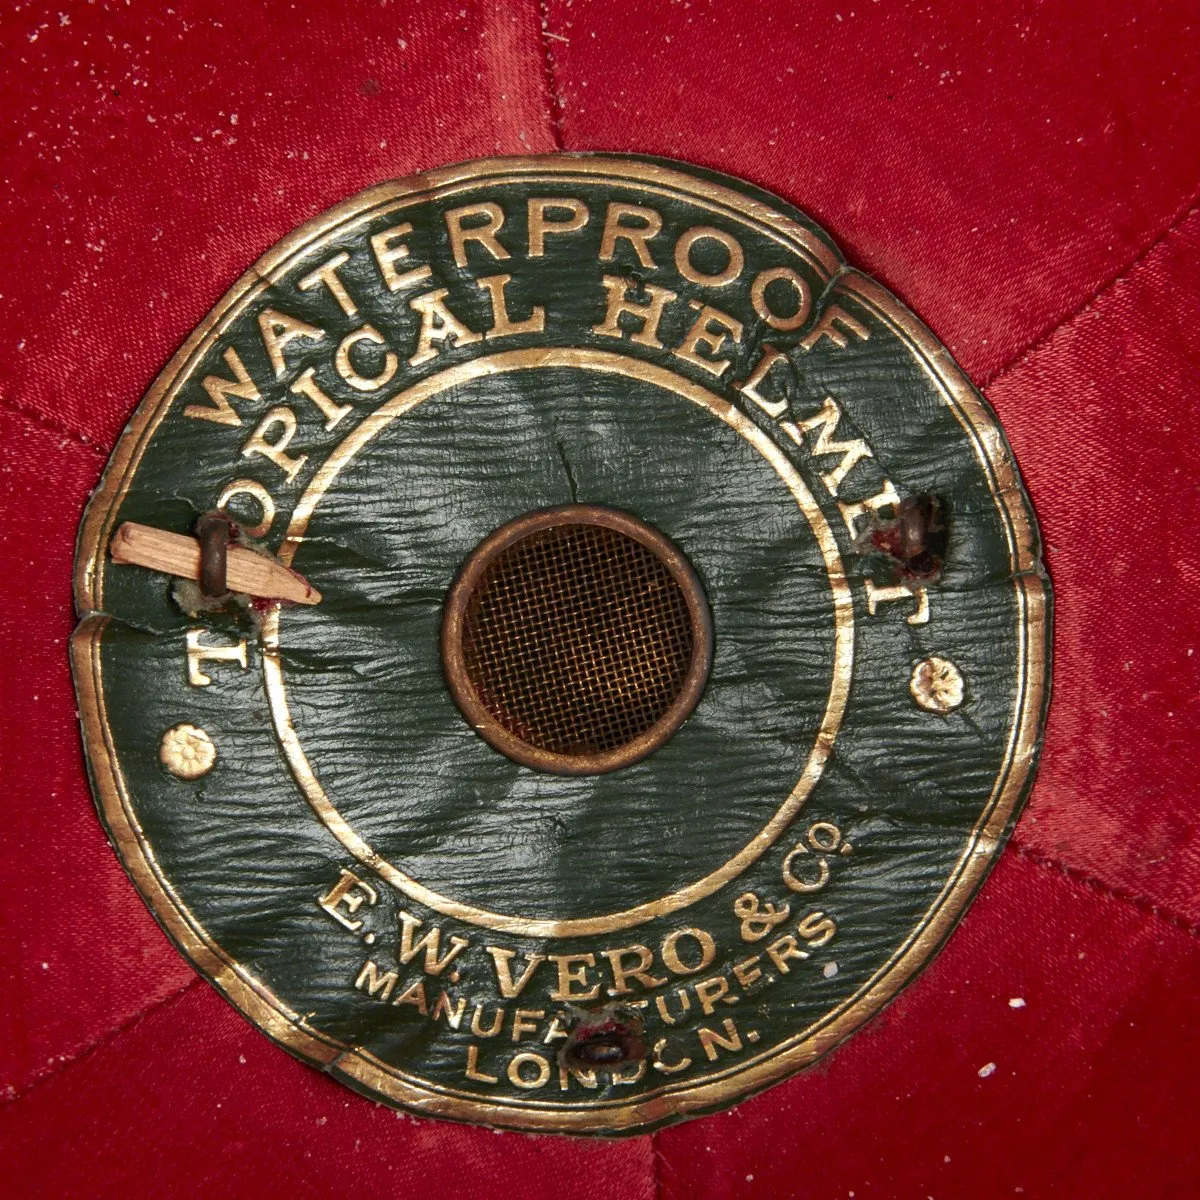 WATERPROOF
TROPICAL HELMET
E. W. VERO & Co.
MANUFACTURERS
LONDON.